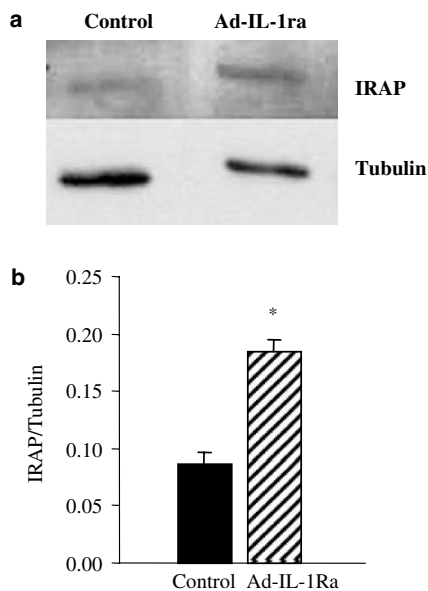 a
Control Ad-IL-1ra
IRAP
Tubulin
b
IRAP/Tubulin
0.25
0.20
0.15
0.10
0.05
0.00
*
Control Ad-IL-1Ra